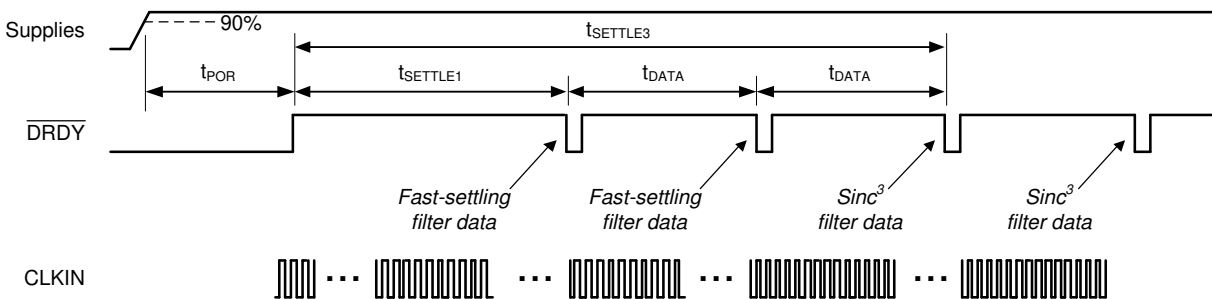 Supplies
90%
tSETTLE3
tPOR
tSETTLE1
tDATA
tDATA
DRDY
Fast-settling
filter data
Fast-settling
filter data
Sinc³
filter data
Sinc³
filter data
CLKIN